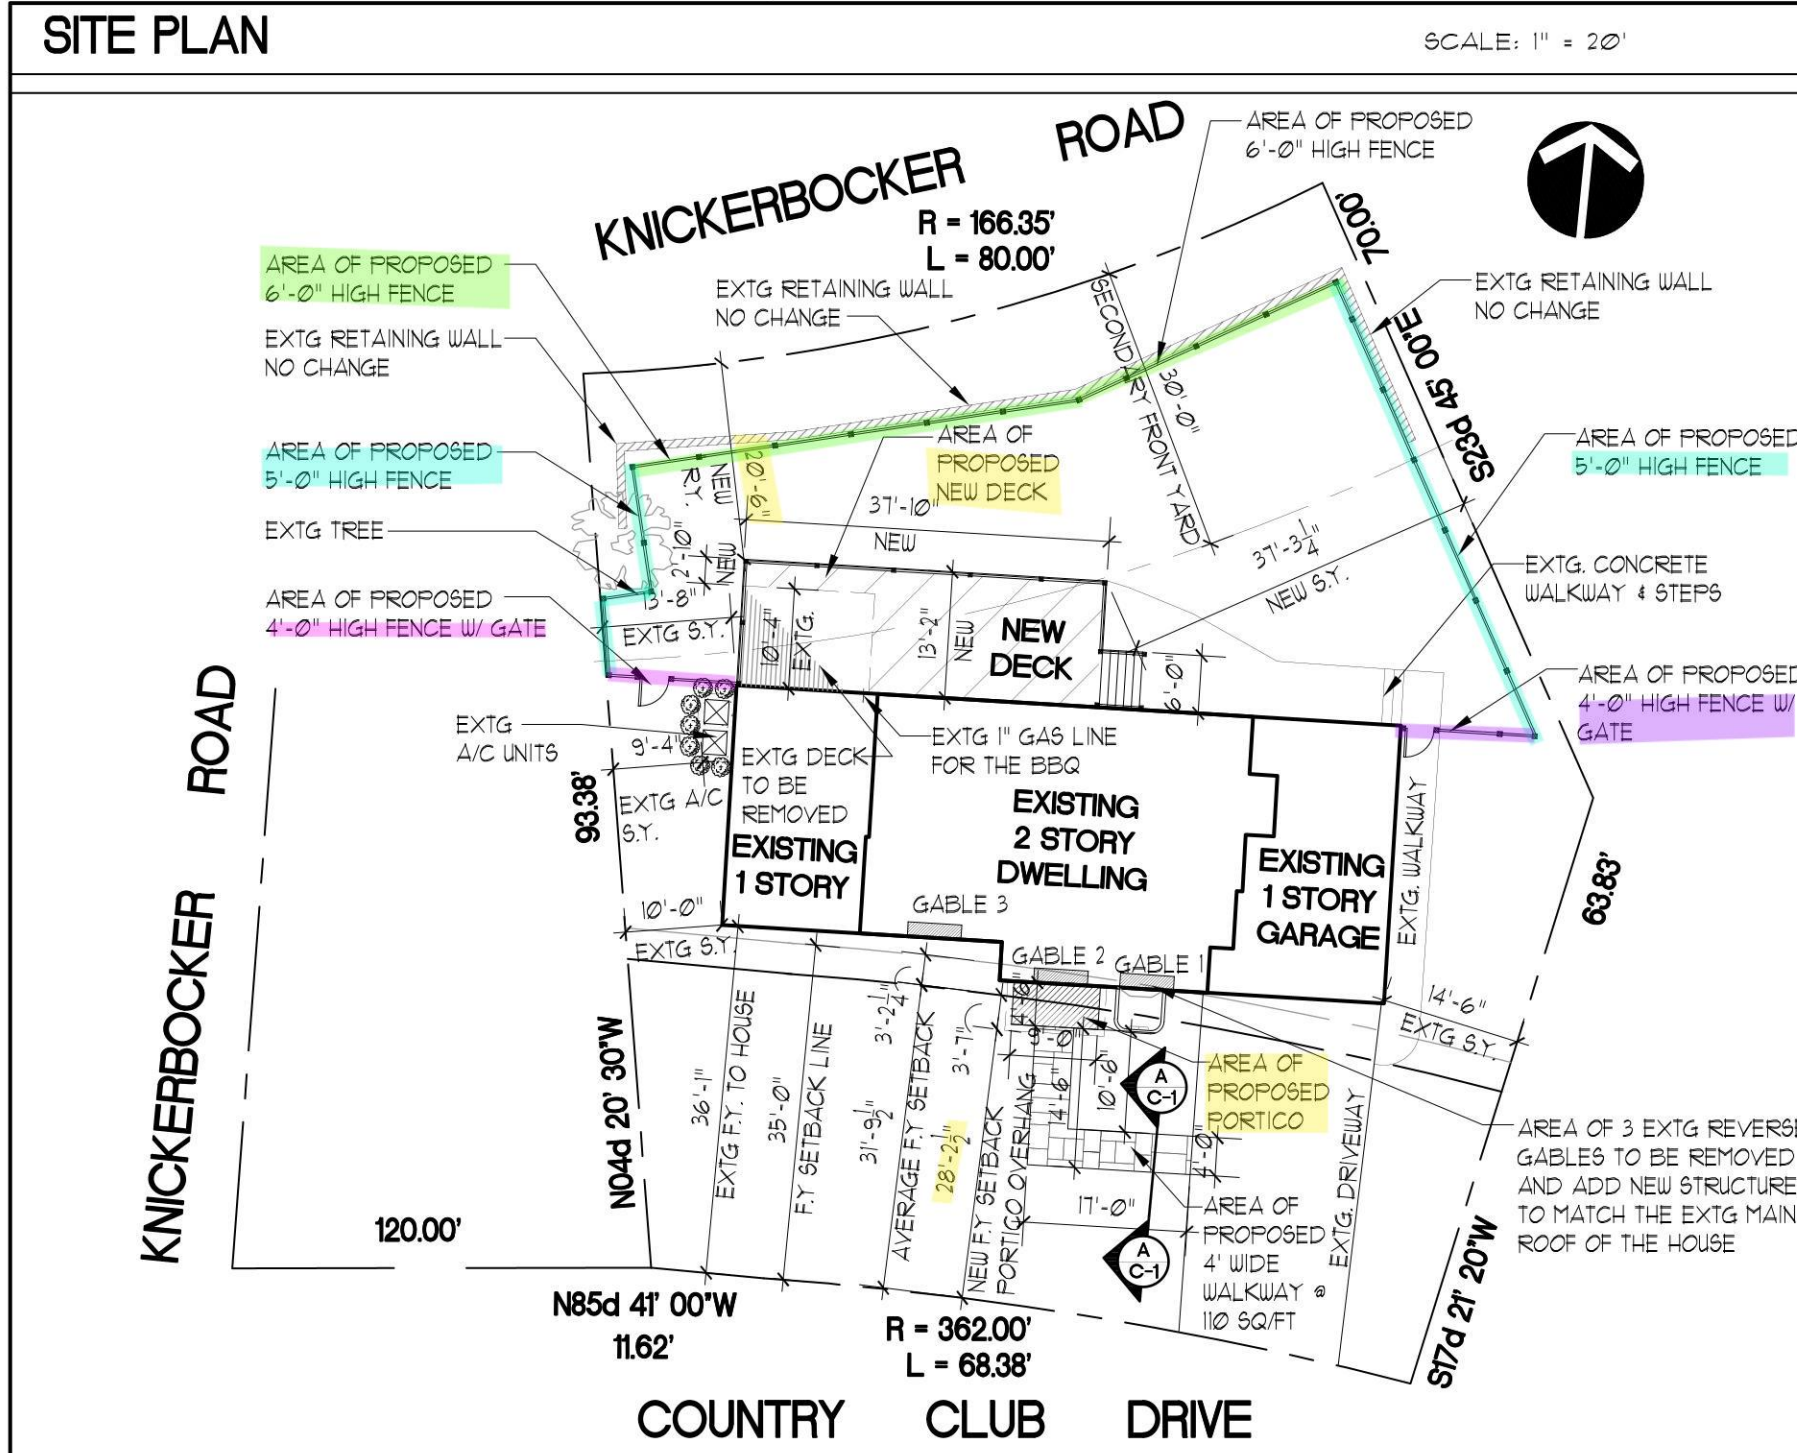 SITE PLAN
SCALE: 1" = 20'
KNICKERBOCKER ROAD
R = 166.35'
L = 80.00'
AREA OF PROPOSED
6'-0" HIGH FENCE
70.00'
AREA OF PROPOSED
6'-0" HIGH FENCE
EXTG RETAINING WALL
NO CHANGE
EXTG RETAINING WALL
NO CHANGE
EXTG RETAINING WALL
NO CHANGE
SECONDARY FRONT YARD
30'-0"
S23d 45' 00"E
AREA OF PROPOSED
5'-0" HIGH FENCE
EXTG TREE
AREA OF PROPOSED
4'-0" HIGH FENCE W/ GATE
NEW
R.Y.
20'-6"
AREA OF
PROPOSED
NEW DECK
37'-10"
NEW
2'-10"
NEW
13'-8"
EXTG S.Y.
10'-4"
EXTG.
13'-2"
NEW
NEW
DECK
6'-0"
37'-3 1/4"
NEW S.Y.
AREA OF PROPOSED
5'-0" HIGH FENCE
EXTG. CONCRETE
WALKWAY & STEPS
AREA OF PROPOSED
4'-0" HIGH FENCE W/
GATE
KNICKERBOCKER ROAD
EXTG
A/C UNITS
9'-4"
EXTG A/C
S.Y.
93.38'
EXTG DECK
TO BE
REMOVED
EXTG 1" GAS LINE
FOR THE BBQ
EXISTING
1 STORY
EXISTING
2 STORY
DWELLING
EXISTING
1 STORY
GARAGE
EXTG. WALKWAY
63.83'
GABLE 3
GABLE 2
GABLE 1
10'-0"
EXTG S.Y.
14'-6"
EXTG S.Y.
N04d 20' 30"W
36'-1"
EXTG F.Y. TO HOUSE
35'-0"
F.Y SETBACK LINE
3'-2 1/4"
31'-9 1/2"
AVERAGE F.Y SETBACK
3'-7"
28'-2 1/2"
NEW F.Y SETBACK
PORTICO OVERHANG
4'-6"
9'-0"
14'-6"
10'-6"
A
C-1
AREA OF
PROPOSED
PORTICO
4'-0"
17'-0"
A
C-1
AREA OF
PROPOSED
4' WIDE
WALKWAY @
110 SQ/FT
EXTG. DRIVEWAY
AREA OF 3 EXTG REVERSE
GABLES TO BE REMOVED
AND ADD NEW STRUCTURE
TO MATCH THE EXTG MAIN
ROOF OF THE HOUSE
S17d 21' 20"W
120.00'
N85d 41' 00"W
11.62'
R = 362.00'
L = 68.38'
COUNTRY CLUB DRIVE